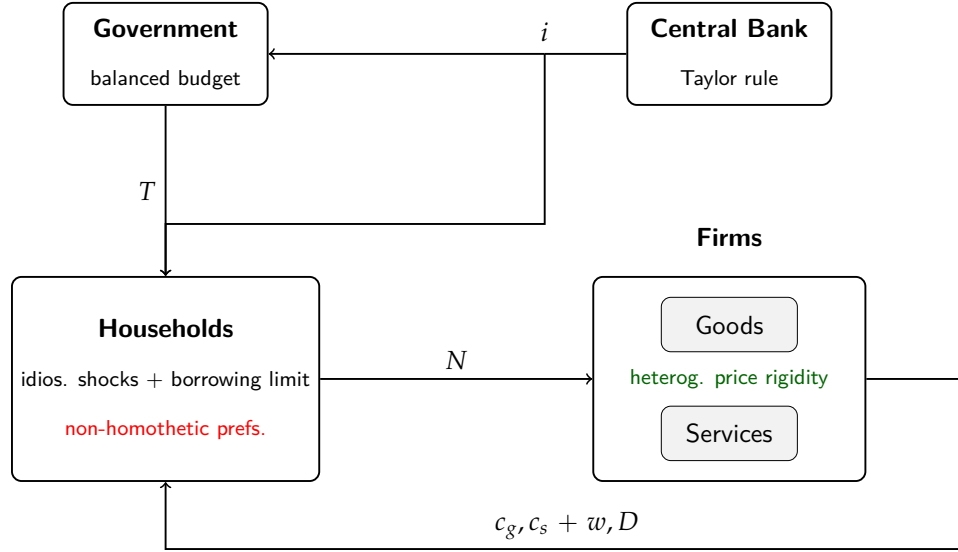 Government
balanced budget
i
Central Bank
Taylor rule
T
Firms
Households
idios. shocks + borrowing limit
non-homothetic prefs.
N
Goods
heterog. price rigidity
Services
c_g, c_s + w, D